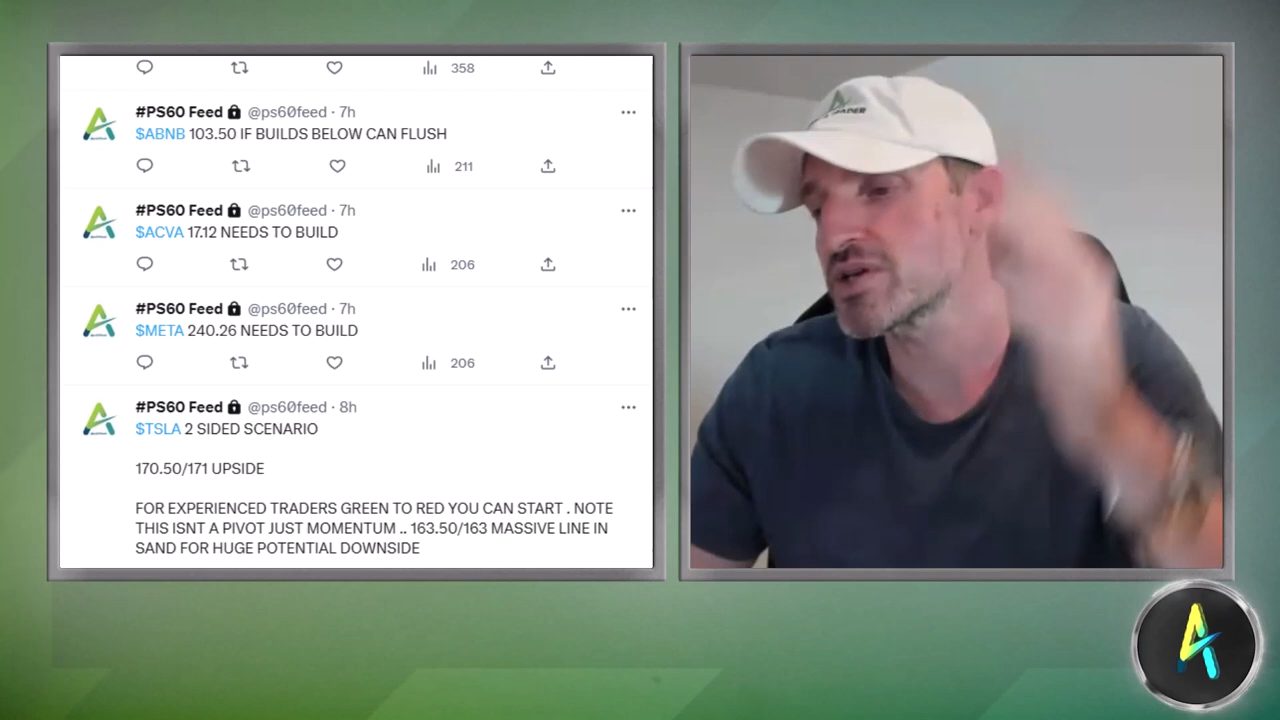 358
#PS60 Feed @ps60feed · 7h
$ABNB 103.50 IF BUILDS BELOW CAN FLUSH
211
#PS60 Feed @ps60feed · 7h
$ACVA 17.12 NEEDS TO BUILD
206
#PS60 Feed @ps60feed · 7h
$META 240.26 NEEDS TO BUILD
206
#PS60 Feed @ps60feed · 8h
$TSLA 2 SIDED SCENARIO
170.50/171 UPSIDE
FOR EXPERIENCED TRADERS GREEN TO RED YOU CAN START . NOTE
THIS ISNT A PIVOT JUST MOMENTUM .. 163.50/163 MASSIVE LINE IN
SAND FOR HUGE POTENTIAL DOWNSIDE